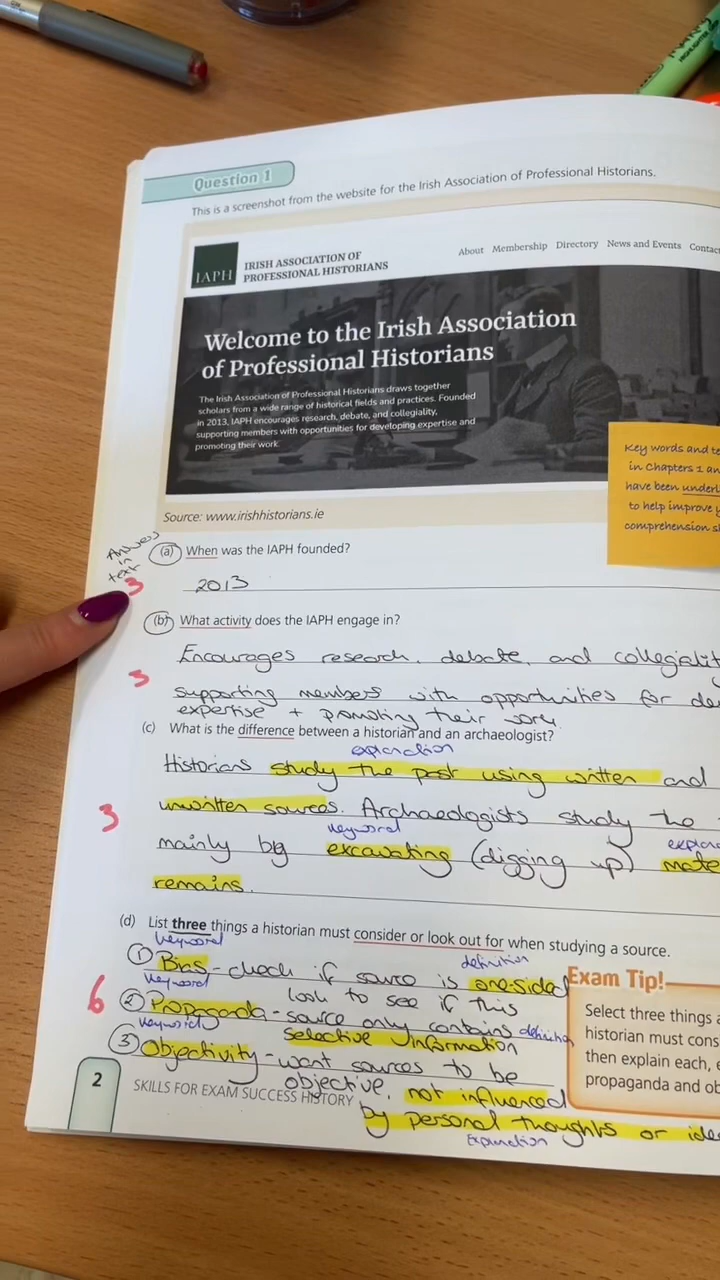 HIGHLIGHTER
Question 1
This is a screenshot from the website for the Irish Association of Professional Historians.
IAPH
IRISH ASSOCIATION OF
PROFESSIONAL HISTORIANS
About Membership Directory News and Events Contac
Welcome to the Irish Association
of Professional Historians
The Irish Association of Professional Historians draws together
scholars from a wide range of historical fields and practices. Founded
in 2013, IAPH encourages research, debate, and collegiality,
supporting members with opportunities for developing expertise and
promoting their work.
Key words and te
in Chapters 1 an
have been underl
to help improve y
comprehension s
Source: www.irishhistorians.ie
Answers
in
text
(a) When was the IAPH founded?
3
2013
(b) What activity does the IAPH engage in?
Encourages research, debate, and collegialit
3
supporting members with opportunities for de
expertise + promoting their work
(c) What is the difference between a historian and an archaeologist?
explanation
Historians study the past using written and
3
unwritten sources. Archaeologists study the
keyword
explana
mainly by excavating (digging up) mate
remains.
(d) List three things a historian must consider or look out for when studying a source.
keyword
definition
① Bias - check if source is one-sided
keyword
look to see if this
6
② Propaganda - source only contains
definition
keyword
selective information
③ Objectivity - want sources to be
objective, not influenced
by personal thoughts or ide
Explanation
Exam Tip!
Select three things a
historian must cons
then explain each, e
propaganda and ob
2
SKILLS FOR EXAM SUCCESS HISTORY